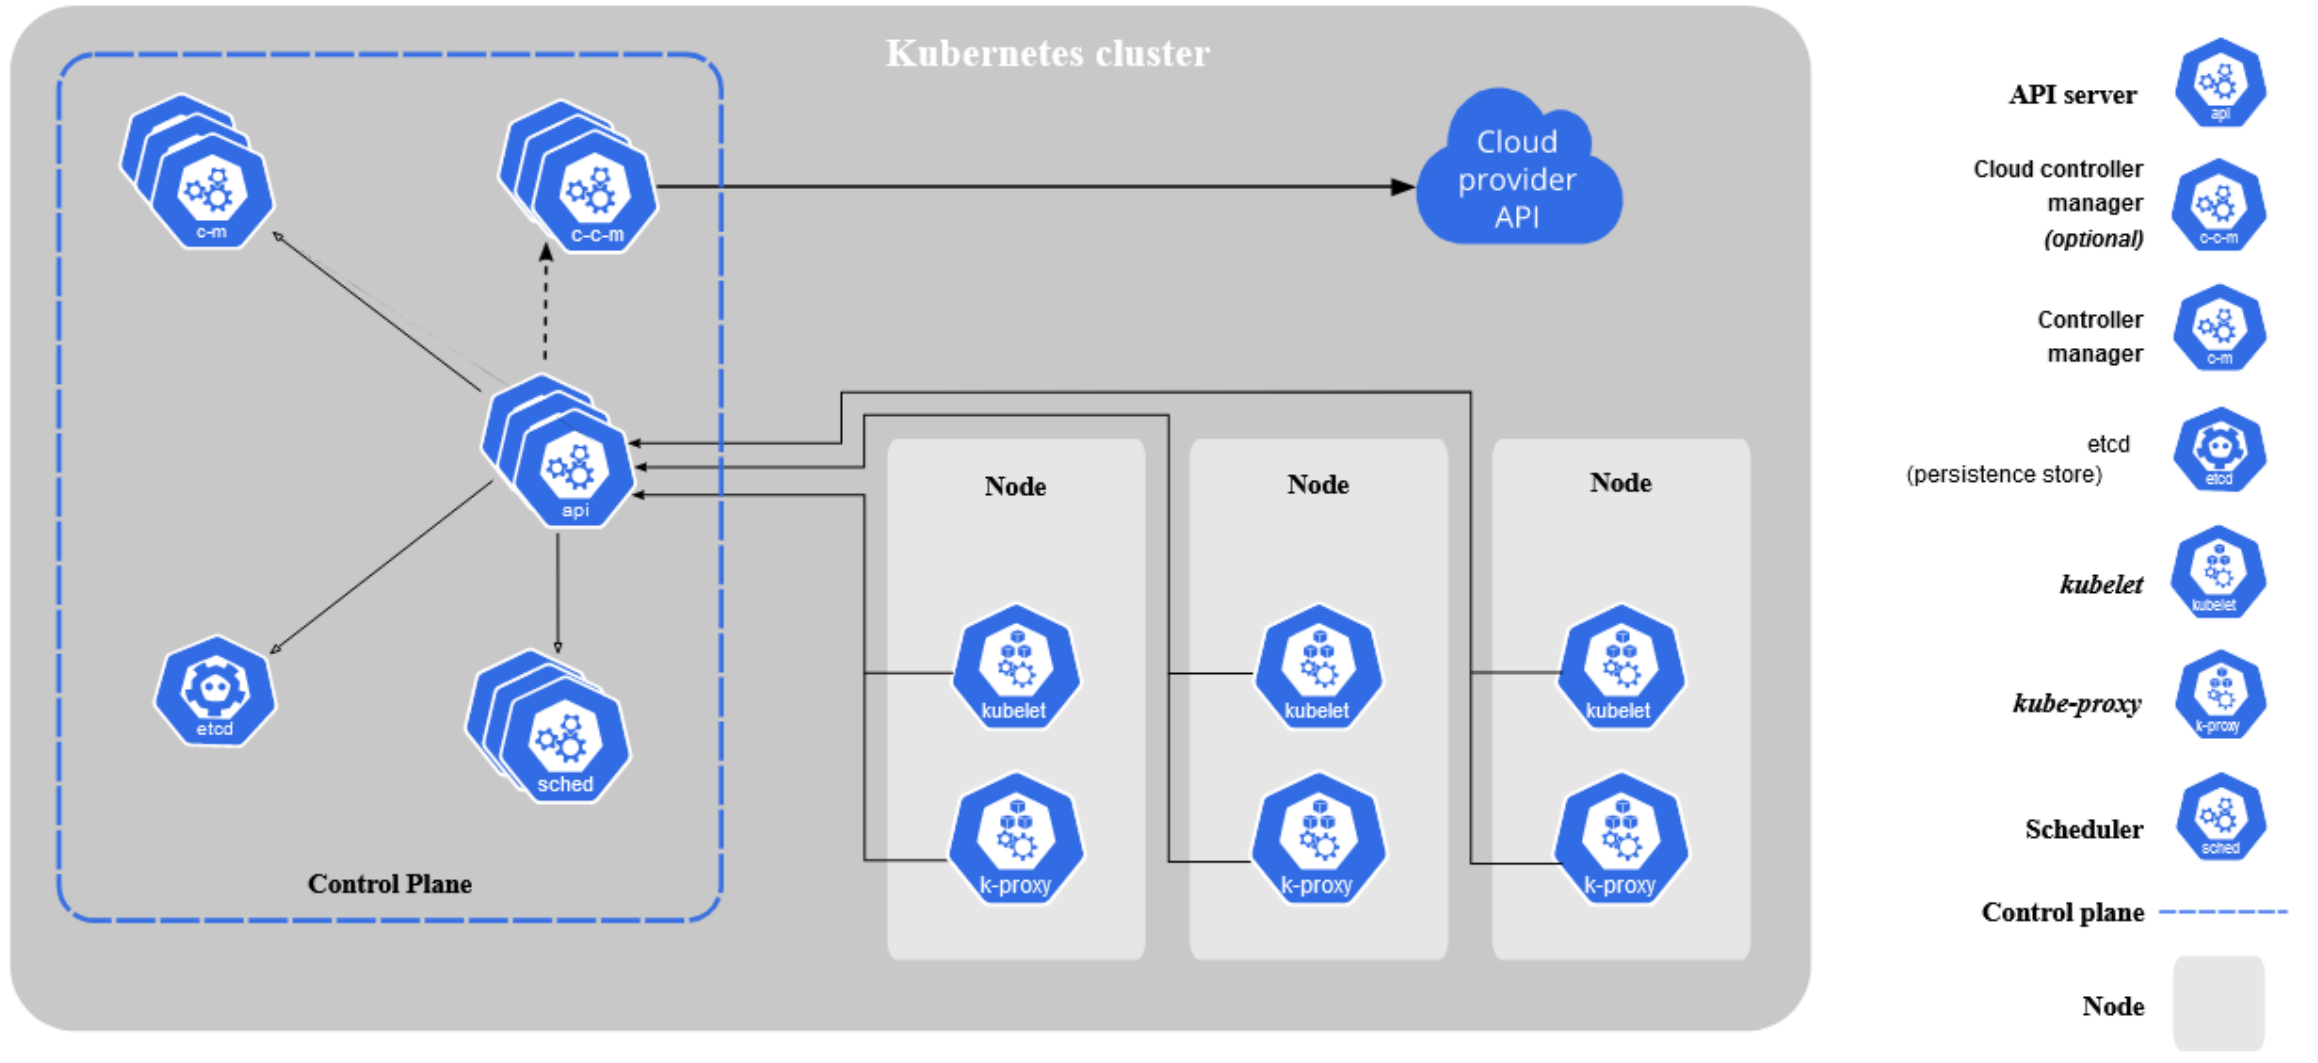 Kubernetes cluster
c-m
c-c-m
Cloud
provider
API
api
etcd
sched
Control Plane
Node
Node
Node
kubelet
kubelet
kubelet
k-proxy
k-proxy
k-proxy
API server
api
Cloud controller
manager
(optional)
c-c-m
Controller
manager
c-m
etcd
(persistence store)
etcd
kubelet
kubelet
kube-proxy
k-proxy
Scheduler
sched
Control plane
Node